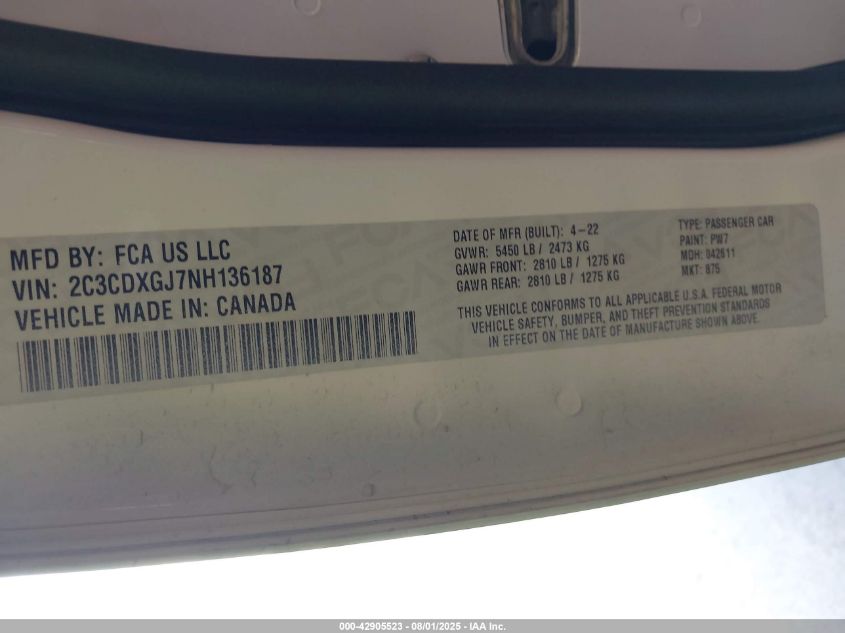 MFD BY: FCA US LLC
VIN: 2C3CDXGJ7NH136187
VEHICLE MADE IN: CANADA
DATE OF MFR (BUILT): 4-22
GVWR: 5450 LB / 2473 KG
GAWR FRONT: 2810 LB / 1275 KG
GAWR REAR: 2810 LB / 1275 KG
TYPE: PASSENGER CAR
PAINT: PW7
MDH: 042611
MKT: 875
THIS VEHICLE CONFORMS TO ALL APPLICABLE U.S.A. FEDERAL MOTOR
VEHICLE SAFETY, BUMPER, AND THEFT PREVENTION STANDARDS
IN EFFECT ON THE DATE OF MANUFACTURE SHOWN ABOVE.
000-42905523 - 08/01/2025 - IAA Inc.